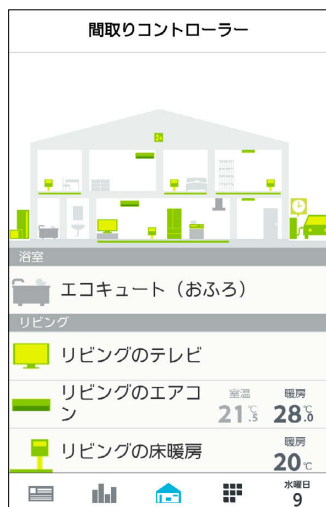 間取りコントローラー
浴室
エコキュート（おふろ）
リビング
リビングのテレビ
リビングのエアコ
ン
室温
21.5℃
暖房
28.0℃
リビングの床暖房
暖房
20℃
水曜日
9